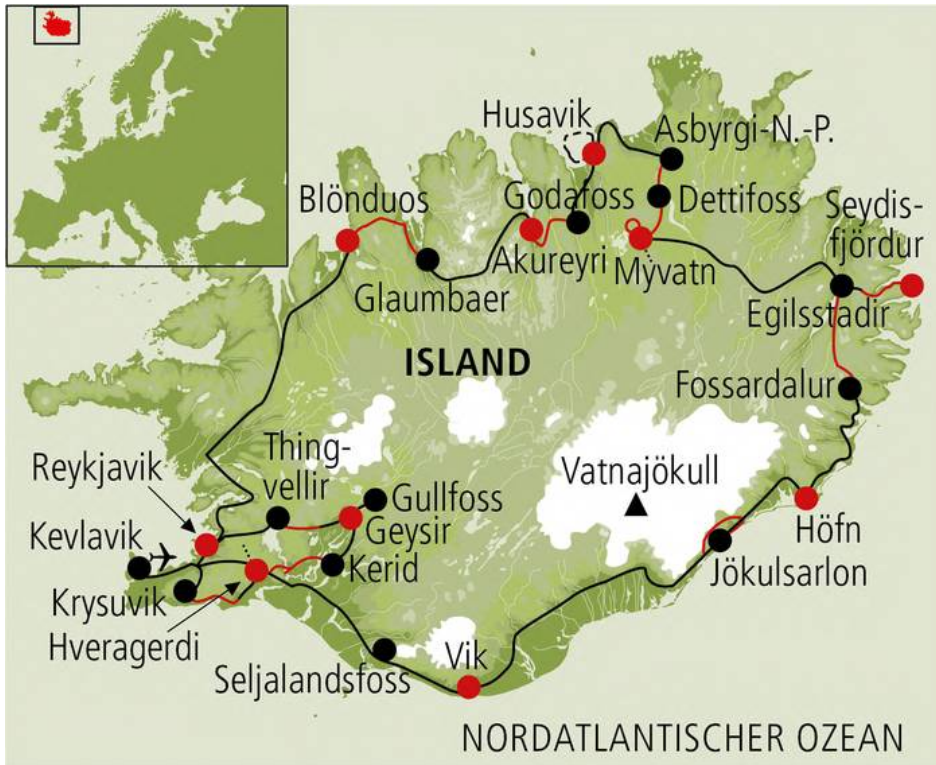 Husavik
Asbyrgi-N.-P.
Blönduos
Godafoss
Dettifoss
Seydis-
fjördur
Akureyri
Myvatn
Glaumbaer
Egilsstadir
ISLAND
Fossardalur
Thing-
vellir
Reykjavik
Gullfoss
Vatnajökull
Geysir
Höfn
Kevlavik
Kerid
Jökulsarlon
Krysuvik
Hveragerdi
Vik
Seljalandsfoss
NORDATLANTISCHER OZEAN